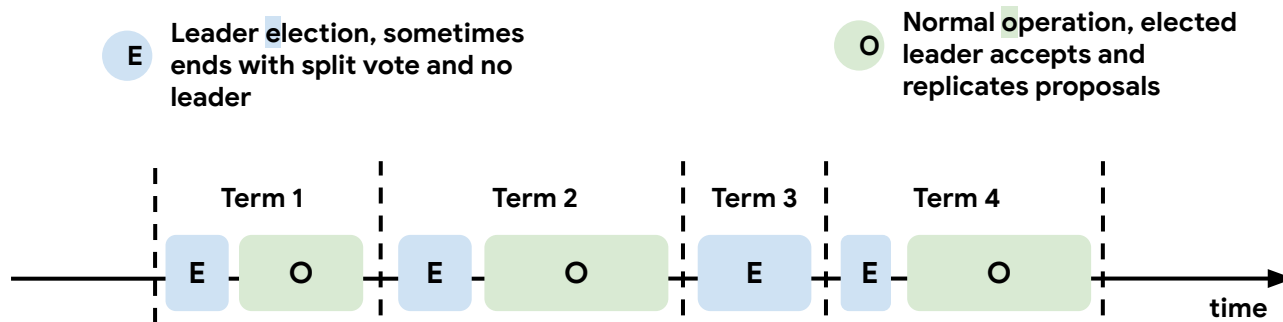 E
Leader election, sometimes
ends with split vote and no
leader
O
Normal operation, elected
leader accepts and
replicates proposals
Term 1
Term 2
Term 3
Term 4
E
O
E
O
E
E
O
time